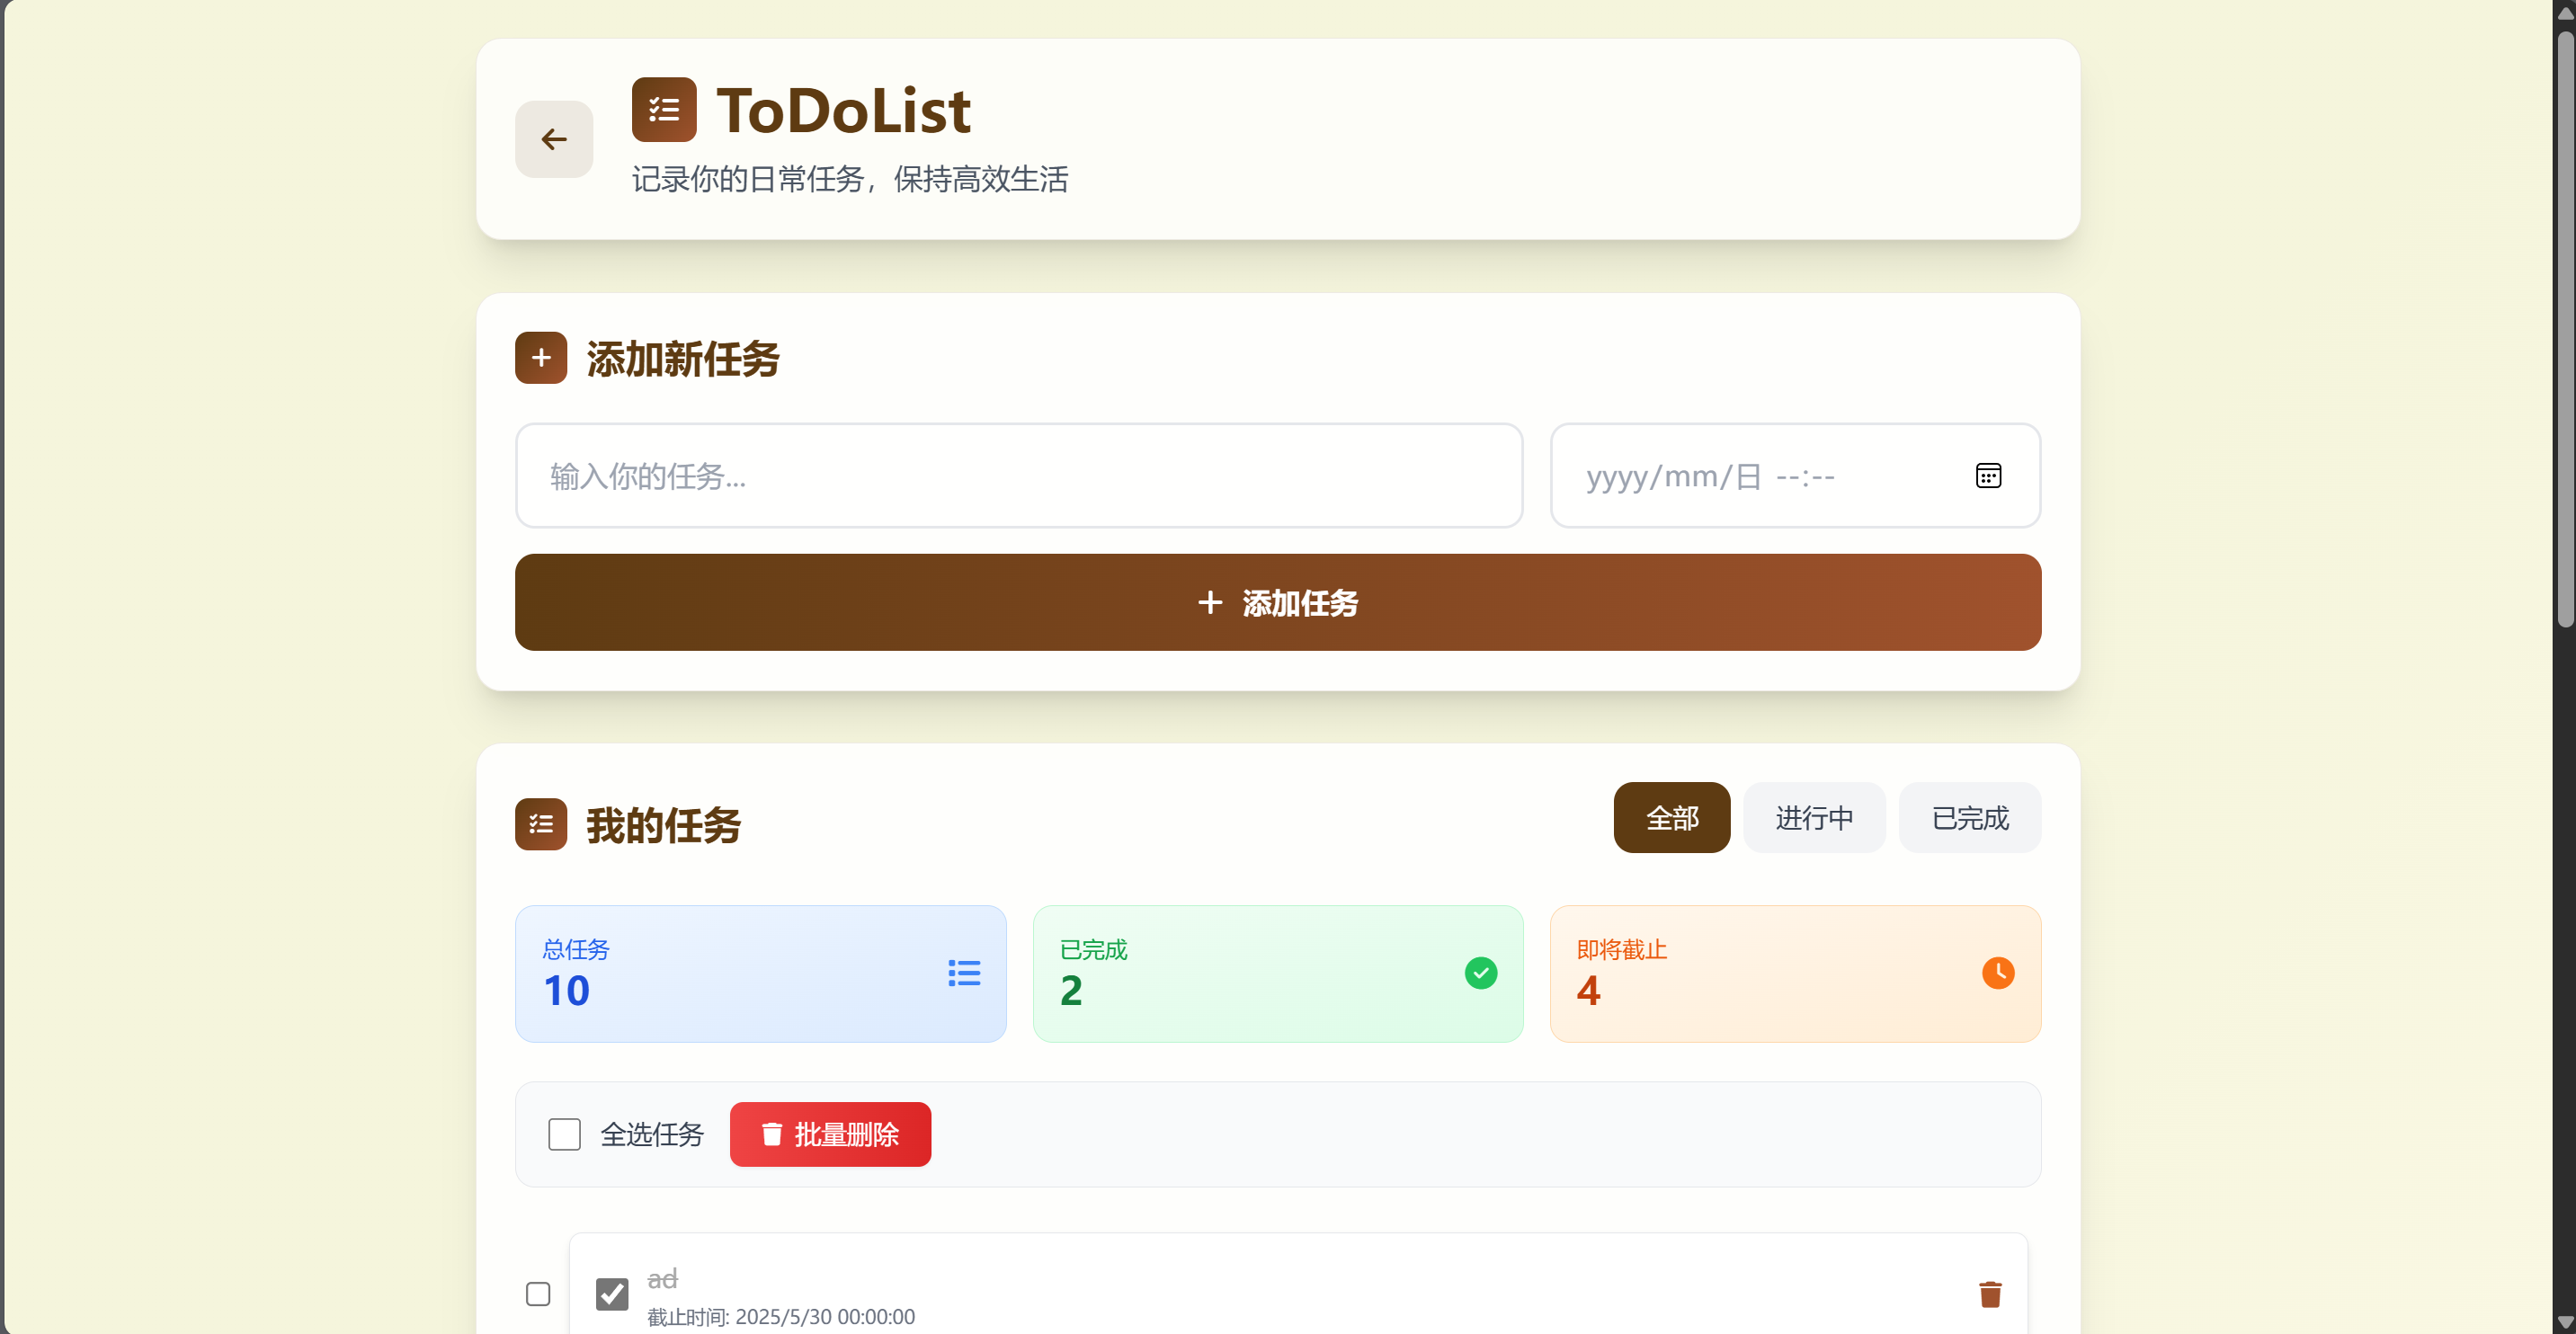 ToDoList
记录你的日常任务，保持高效生活
添加新任务
输入你的任务...
yyyy/mm/日 --:--
添加任务
我的任务
全部
进行中
已完成
总任务
10
已完成
2
即将截止
4
全选任务
批量删除
ad
截止时间: 2025/5/30 00:00:00